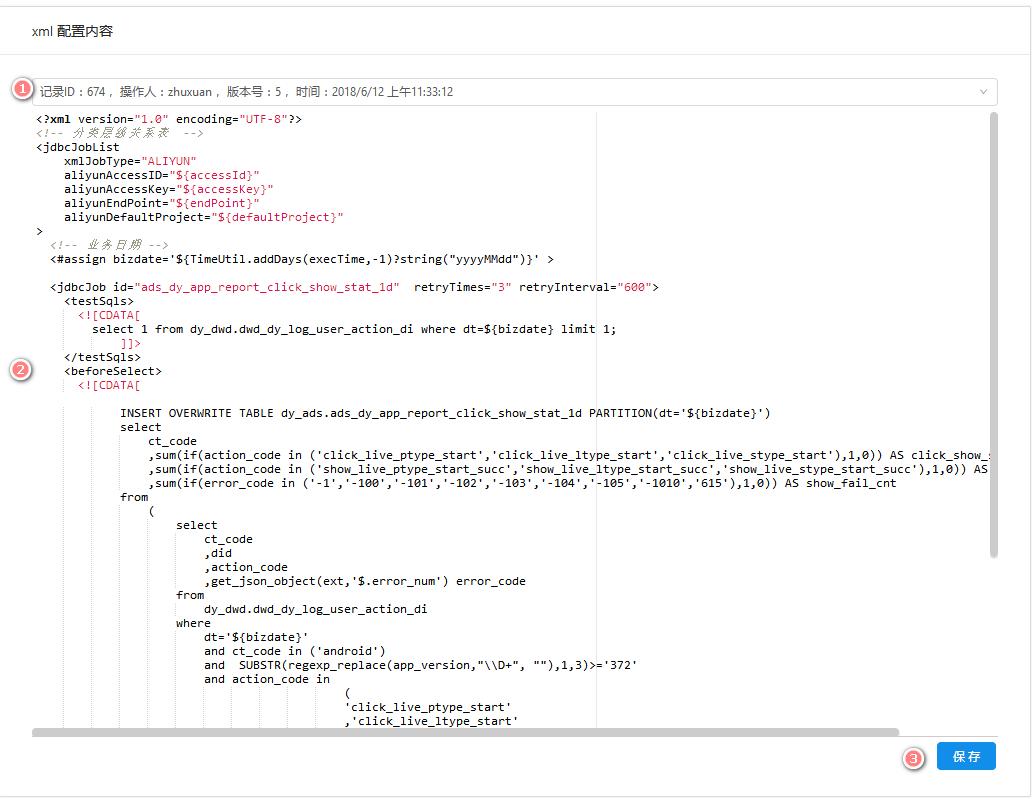 xml 配置内容
1
记录ID：674， 操作人：zhuxuan， 版本号：5， 时间：2018/6/12 上午11:33:12
<?xml version="1.0" encoding="UTF-8"?>
<!-- 分类层级关系表  -->
<jdbcJobList
    xmlJobType="ALIYUN"
    aliyunAccessID="${accessId}"
    aliyunAccessKey="${accessKey}"
    aliyunEndPoint="${endPoint}"
    aliyunDefaultProject="${defaultProject}"
>
  <!-- 业务日期 -->
  <#assign bizdate='${TimeUtil.addDays(execTime,-1)?string("yyyyMMdd")}' >
  <jdbcJob id="ads_dy_app_report_click_show_stat_1d"  retryTimes="3" retryInterval="600">
    <testSqls>
      <![CDATA[
        select 1 from dy_dwd.dwd_dy_log_user_action_di where dt=${bizdate} limit 1;
            ]]>
    </testSqls>
2
    <beforeSelect>
      <![CDATA[
            INSERT OVERWRITE TABLE dy_ads.ads_dy_app_report_click_show_stat_1d PARTITION(dt='${bizdate}')
            select
                ct_code
                ,sum(if(action_code in ('click_live_ptype_start','click_live_ltype_start','click_live_stype_start'),1,0)) AS click_show_
                ,sum(if(action_code in ('show_live_ptype_start_succ','show_live_ltype_start_succ','show_live_stype_start_succ'),1,0)) AS
                ,sum(if(error_code in ('-1','-100','-101','-102','-103','-104','-105','-1010','615'),1,0)) AS show_fail_cnt
            from
                (
                    select
                        ct_code
                        ,did
                        ,action_code
                        ,get_json_object(ext,'$.error_num') error_code
                    from
                        dy_dwd.dwd_dy_log_user_action_di
                    where
                        dt='${bizdate}'
                        and ct_code in ('android')
                        and  SUBSTR(regexp_replace(app_version,"\\D+", ""),1,3)>='372'
                        and action_code in
                                            (
                                            'click_live_ptype_start'
                                            ,'click_live_ltype_start'
3
保存